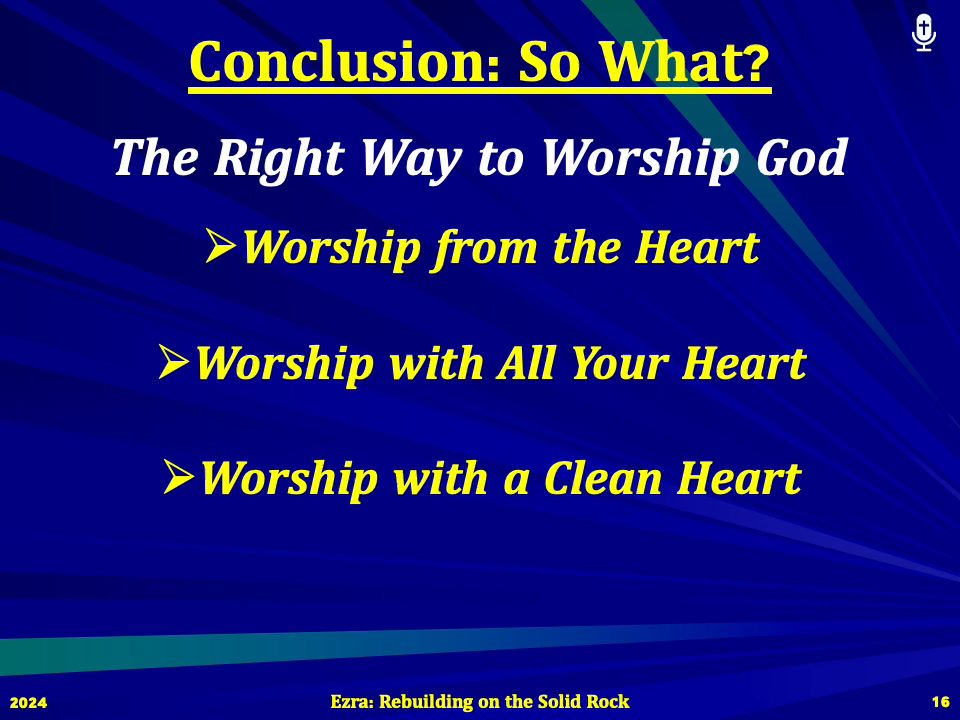 Conclusion: So What?
The Right Way to Worship God
➢Worship from the Heart
➢Worship with All Your Heart
➢Worship with a Clean Heart
2024
Ezra: Rebuilding on the Solid Rock
16